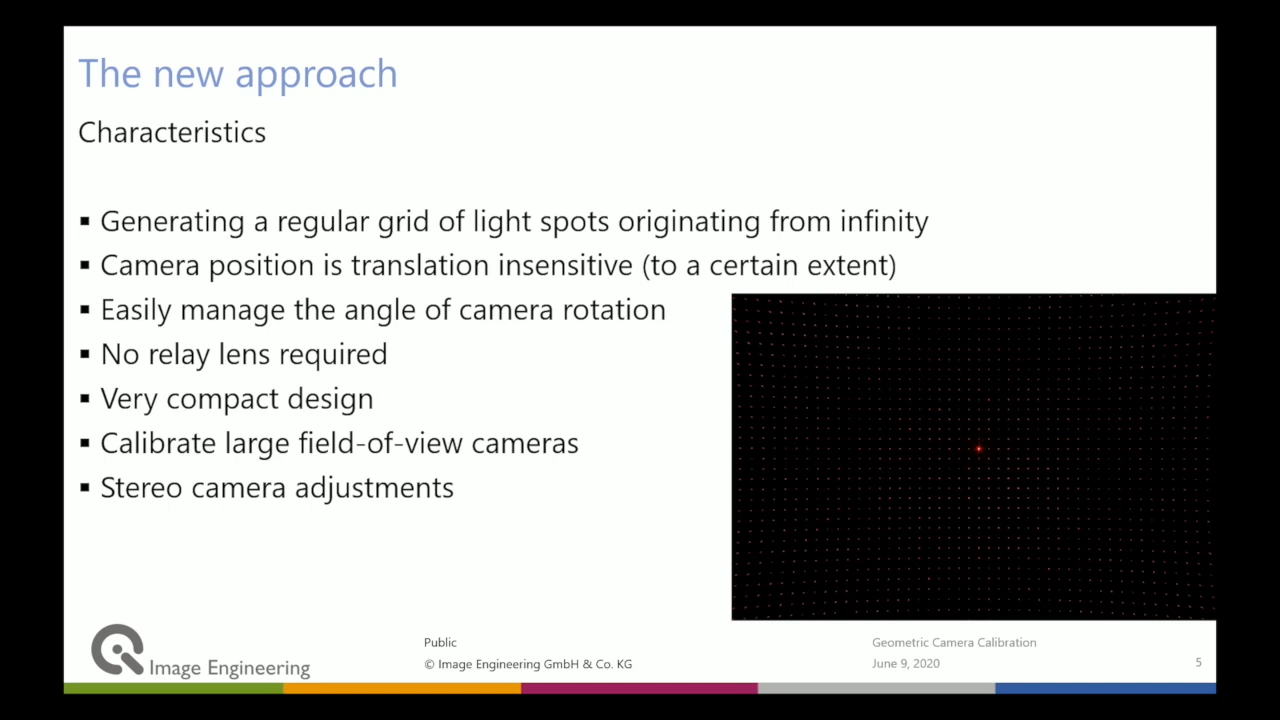 The new approach
Characteristics
▪ Generating a regular grid of light spots originating from infinity
▪ Camera position is translation insensitive (to a certain extent)
▪ Easily manage the angle of camera rotation
▪ No relay lens required
▪ Very compact design
▪ Calibrate large field-of-view cameras
▪ Stereo camera adjustments
Image Engineering
Public
© Image Engineering GmbH & Co. KG
Geometric Camera Calibration
June 9, 2020
5